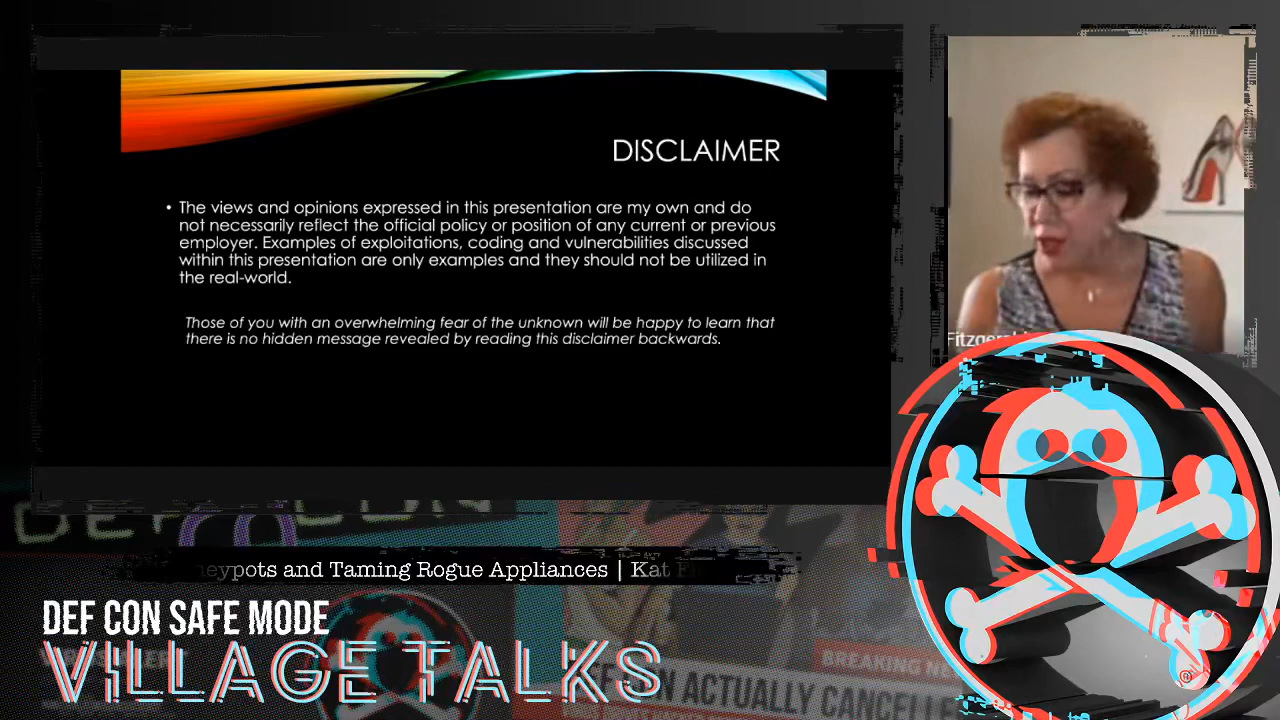 DISCLAIMER
• The views and opinions expressed in this presentation are my own and do
not necessarily reflect the official policy or position of any current or previous
employer. Examples of exploitations, coding and vulnerabilities discussed
within this presentation are only examples and they should not be utilized in
the real-world.
Those of you with an overwhelming fear of the unknown will be happy to learn that
there is no hidden message revealed by reading this disclaimer backwards.
DEF CON
and Taming Rogue Appliances | Kat
DEF CON SAFE MODE
VILLAGE TALKS
BREAKING
CON ACTUALLY
®